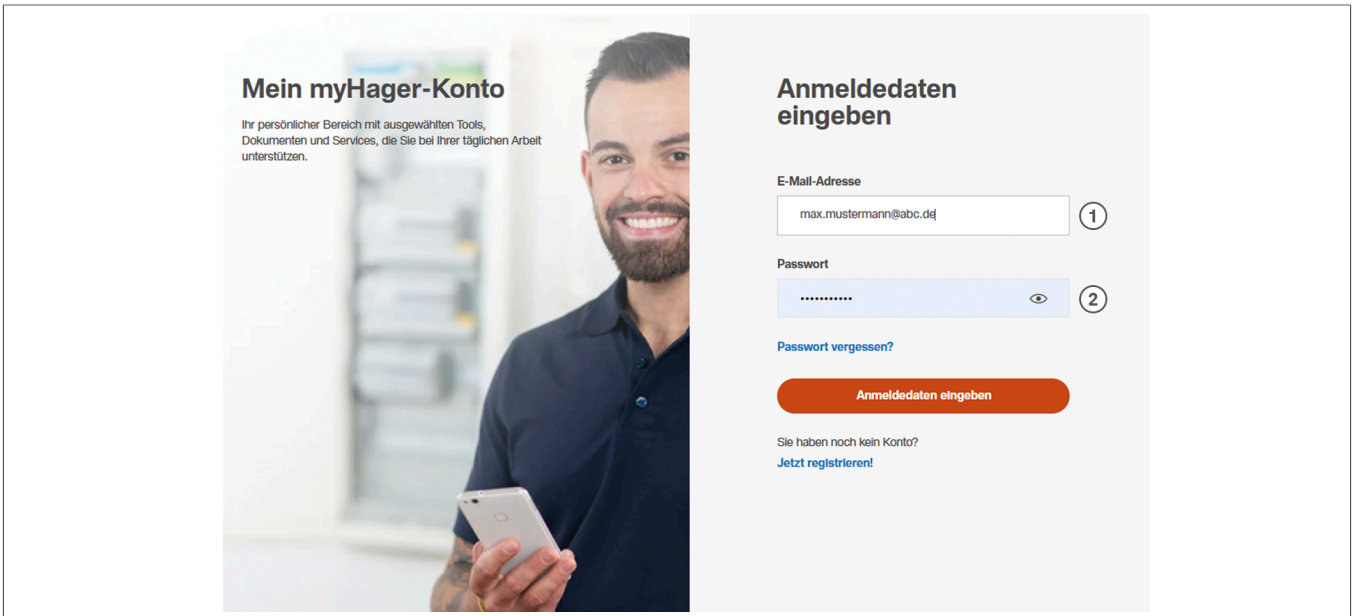 Mein myHager-Konto
Ihr persönlicher Bereich mit ausgewählten Tools,
Dokumenten und Services, die Sie bei Ihrer täglichen Arbeit
unterstützen.
Anmeldedaten
eingeben
E-Mail-Adresse
max.mustermann@abc.de
1
Passwort
•••••••••••
2
Passwort vergessen?
Anmeldedaten eingeben
Sie haben noch kein Konto?
Jetzt registrieren!